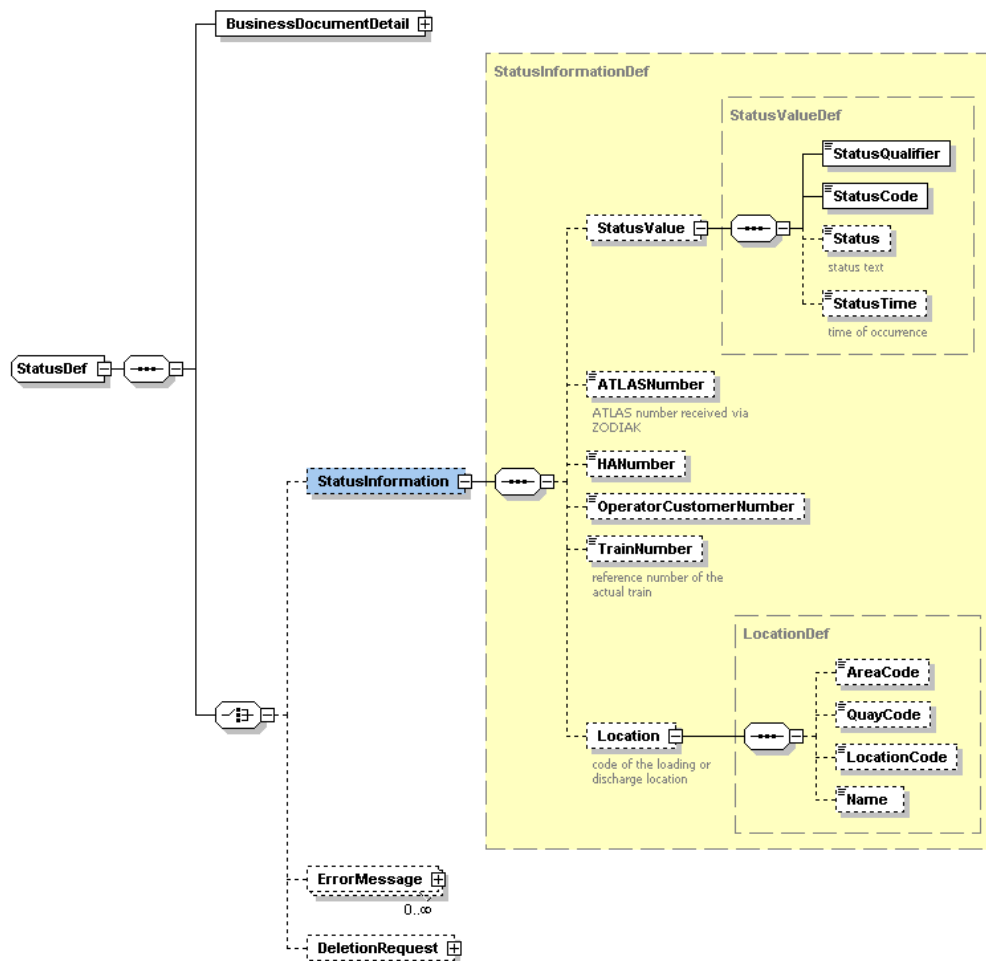 BusinessDocumentDetail
StatusInformationDef
StatusValueDef
StatusQualifier
StatusCode
StatusValue
Status
status text
StatusTime
time of occurrence
StatusDef
ATLASNumber
ATLAS number received via
ZODIAK
HANumber
StatusInformation
OperatorCustomerNumber
TrainNumber
reference number of the
actual train
LocationDef
AreaCode
QuayCode
Location
LocationCode
code of the loading or
discharge location
Name
ErrorMessage
0..∞
DeletionRequest